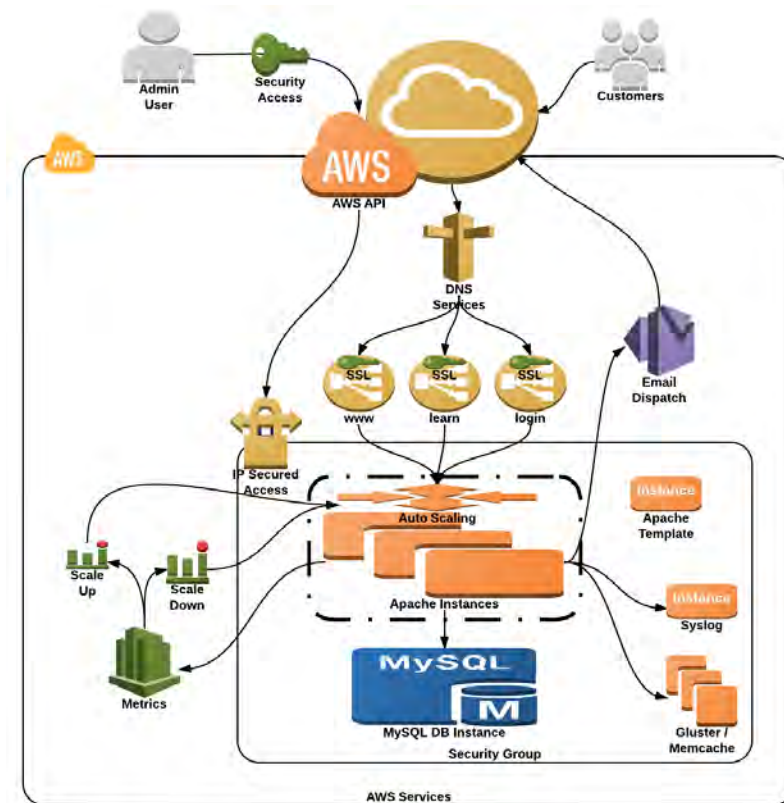 Admin
User
Security
Access
Customers
AWS
AWS
AWS API
DNS
Services
SSL
SSL
SSL
www
learn
login
Email
Dispatch
IP Secured
Access
Auto Scaling
Instance
Apache
Template
Scale
Up
Scale
Down
Apache Instances
Instance
Syslog
Metrics
MySQL
M
MySQL DB Instance
Gluster /
Memcache
Security Group
AWS Services